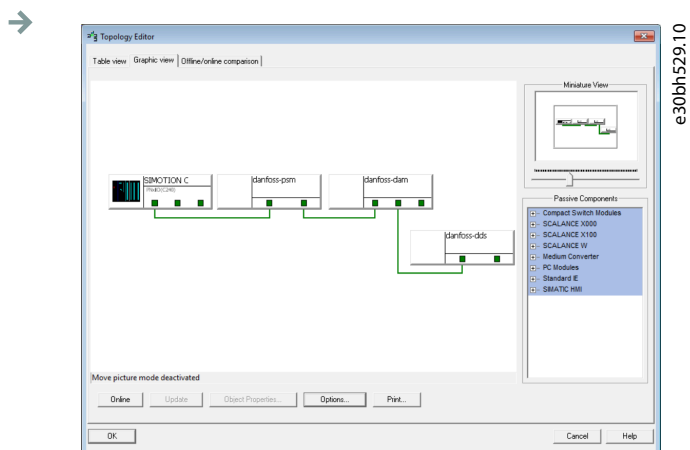 Topology Editor
Table view Graphic view Offline/online comparison
SIMOTION C
danfoss-psm
danfoss-dam
danfoss-dds
Miniature View
Passive Components
Compact Switch Modules
SCALANCE X000
SCALANCE X100
SCALANCE W
Medium Converter
PC Modules
Standard IE
SIMATIC HMI
Move picture mode deactivated
Online Update Object Properties... Options... Print...
OK Cancel Help
e30bh529.10